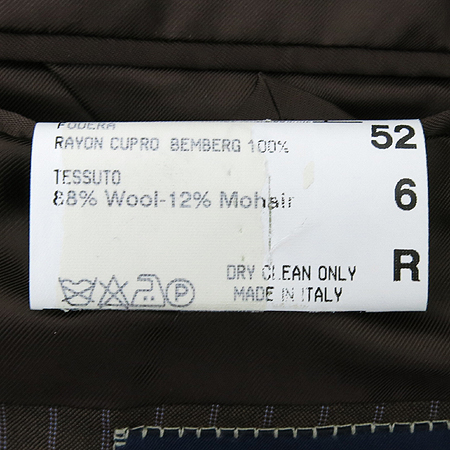 FODERA
RAYON CUPRO BEMBERG 100%
TESSUTO
88% Wool-12% Mohair
DRY CLEAN ONLY
MADE IN ITALY
52
6
R
P